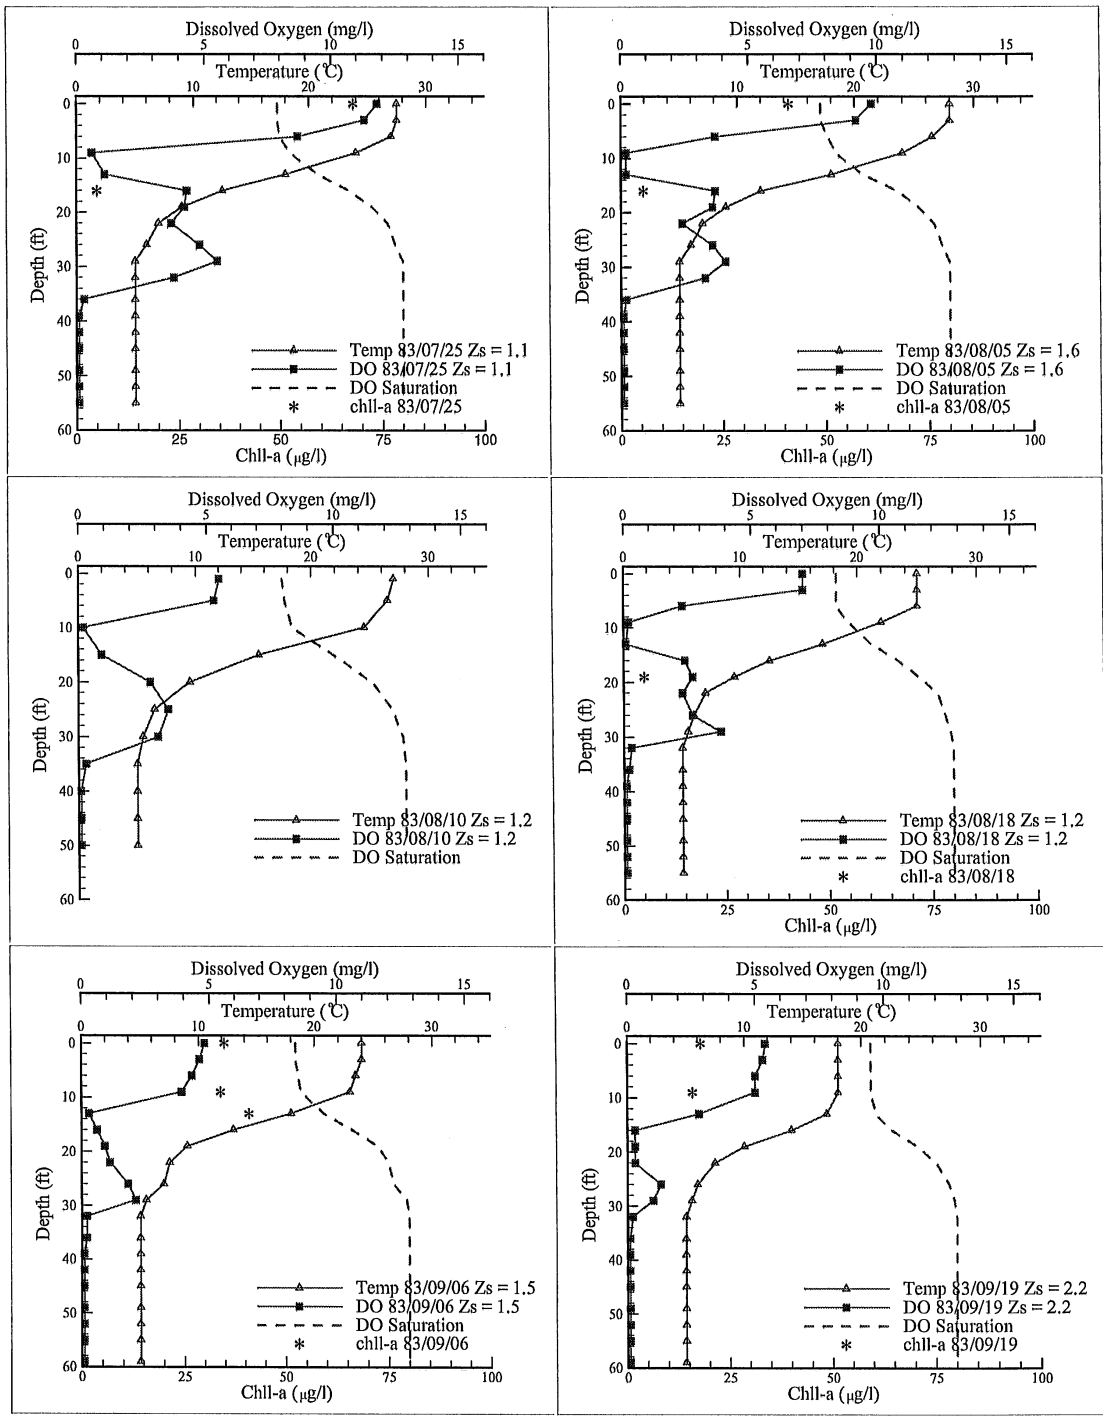 Dissolved Oxygen (mg/l)
0 5 10 15
Temperature (°C)
0 10 20 30
0
10
20
30
40
50
60
Depth (ft)
Temp 83/07/25 Zs = 1.1
DO 83/07/25 Zs = 1.1
DO Saturation
* chll-a 83/07/25
0 25 50 75 100
Chll-a (μg/l)
Dissolved Oxygen (mg/l)
0 5 10 15
Temperature (°C)
0 10 20 30
0
10
20
30
40
50
60
Depth (ft)
Temp 83/08/05 Zs = 1.6
DO 83/08/05 Zs = 1.6
DO Saturation
* chll-a 83/08/05
0 25 50 75 100
Chll-a (μg/l)
Dissolved Oxygen (mg/l)
0 5 10 15
Temperature (°C)
0 10 20 30
0
10
20
30
40
50
60
Depth (ft)
Temp 83/08/10 Zs = 1.2
DO 83/08/10 Zs = 1.2
DO Saturation
Dissolved Oxygen (mg/l)
0 5 10 15
Temperature (°C)
0 10 20 30
0
10
20
30
40
50
60
Depth (ft)
Temp 83/08/18 Zs = 1.2
DO 83/08/18 Zs = 1.2
DO Saturation
* chll-a 83/08/18
0 25 50 75 100
Chll-a (μg/l)
Dissolved Oxygen (mg/l)
0 5 10 15
Temperature (°C)
0 10 20 30
0
10
20
30
40
50
60
Depth (ft)
Temp 83/09/06 Zs = 1.5
DO 83/09/06 Zs = 1.5
DO Saturation
* chll-a 83/09/06
0 25 50 75 100
Chll-a (μg/l)
Dissolved Oxygen (mg/l)
0 5 10 15
Temperature (°C)
0 10 20 30
0
10
20
30
40
50
60
Depth (ft)
Temp 83/09/19 Zs = 2.2
DO 83/09/19 Zs = 2.2
DO Saturation
* chll-a 83/09/19
0 25 50 75 100
Chll-a (μg/l)